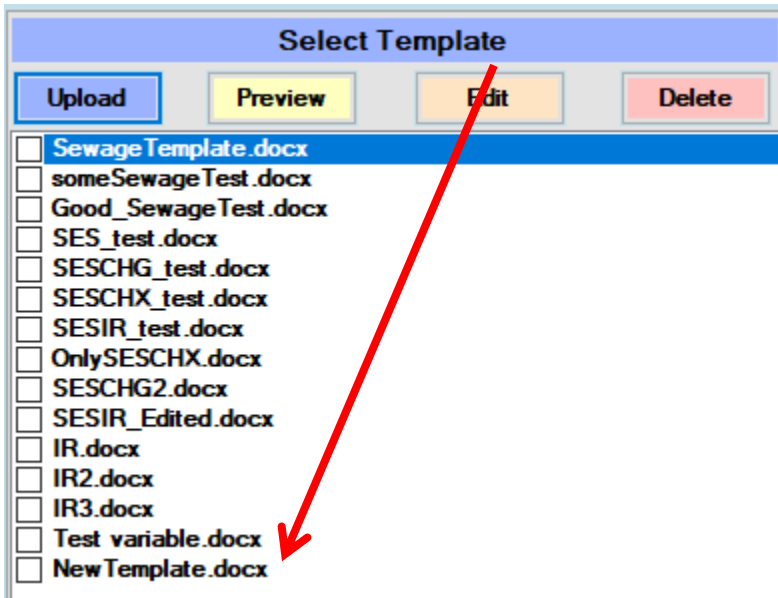 Select Template
Upload Preview Edit Delete
SewageTemplate.docx
someSewageTest.docx
Good_SewageTest.docx
SES_test.docx
SESCHG_test.docx
SESCHX_test.docx
SESIR_test.docx
OnlySESCHX.docx
SESCHG2.docx
SESIR_Edited.docx
IR.docx
IR2.docx
IR3.docx
Test variable.docx
NewTemplate.docx